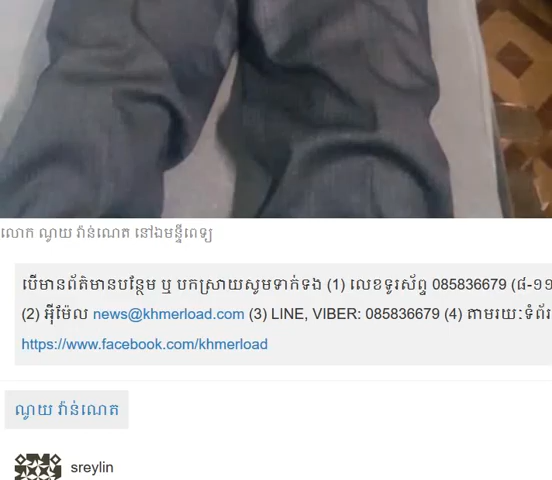 លោក ណូយ វ៉ាន់ណេត នៅឯមន្ទីពេទ្យ
បើមានព័ត៌មានបន្ថែម ឬ បកស្រាយសូមទាក់ទង (1) លេខទូរស័ព្ទ 085836679 (៨-១១
(2) អ៊ីម៉ែល news@khmerload.com (3) LINE, VIBER: 085836679 (4) តាមរយៈទំព័រ
https://www.facebook.com/khmerload
ណូយ វ៉ាន់ណេត
sreylin